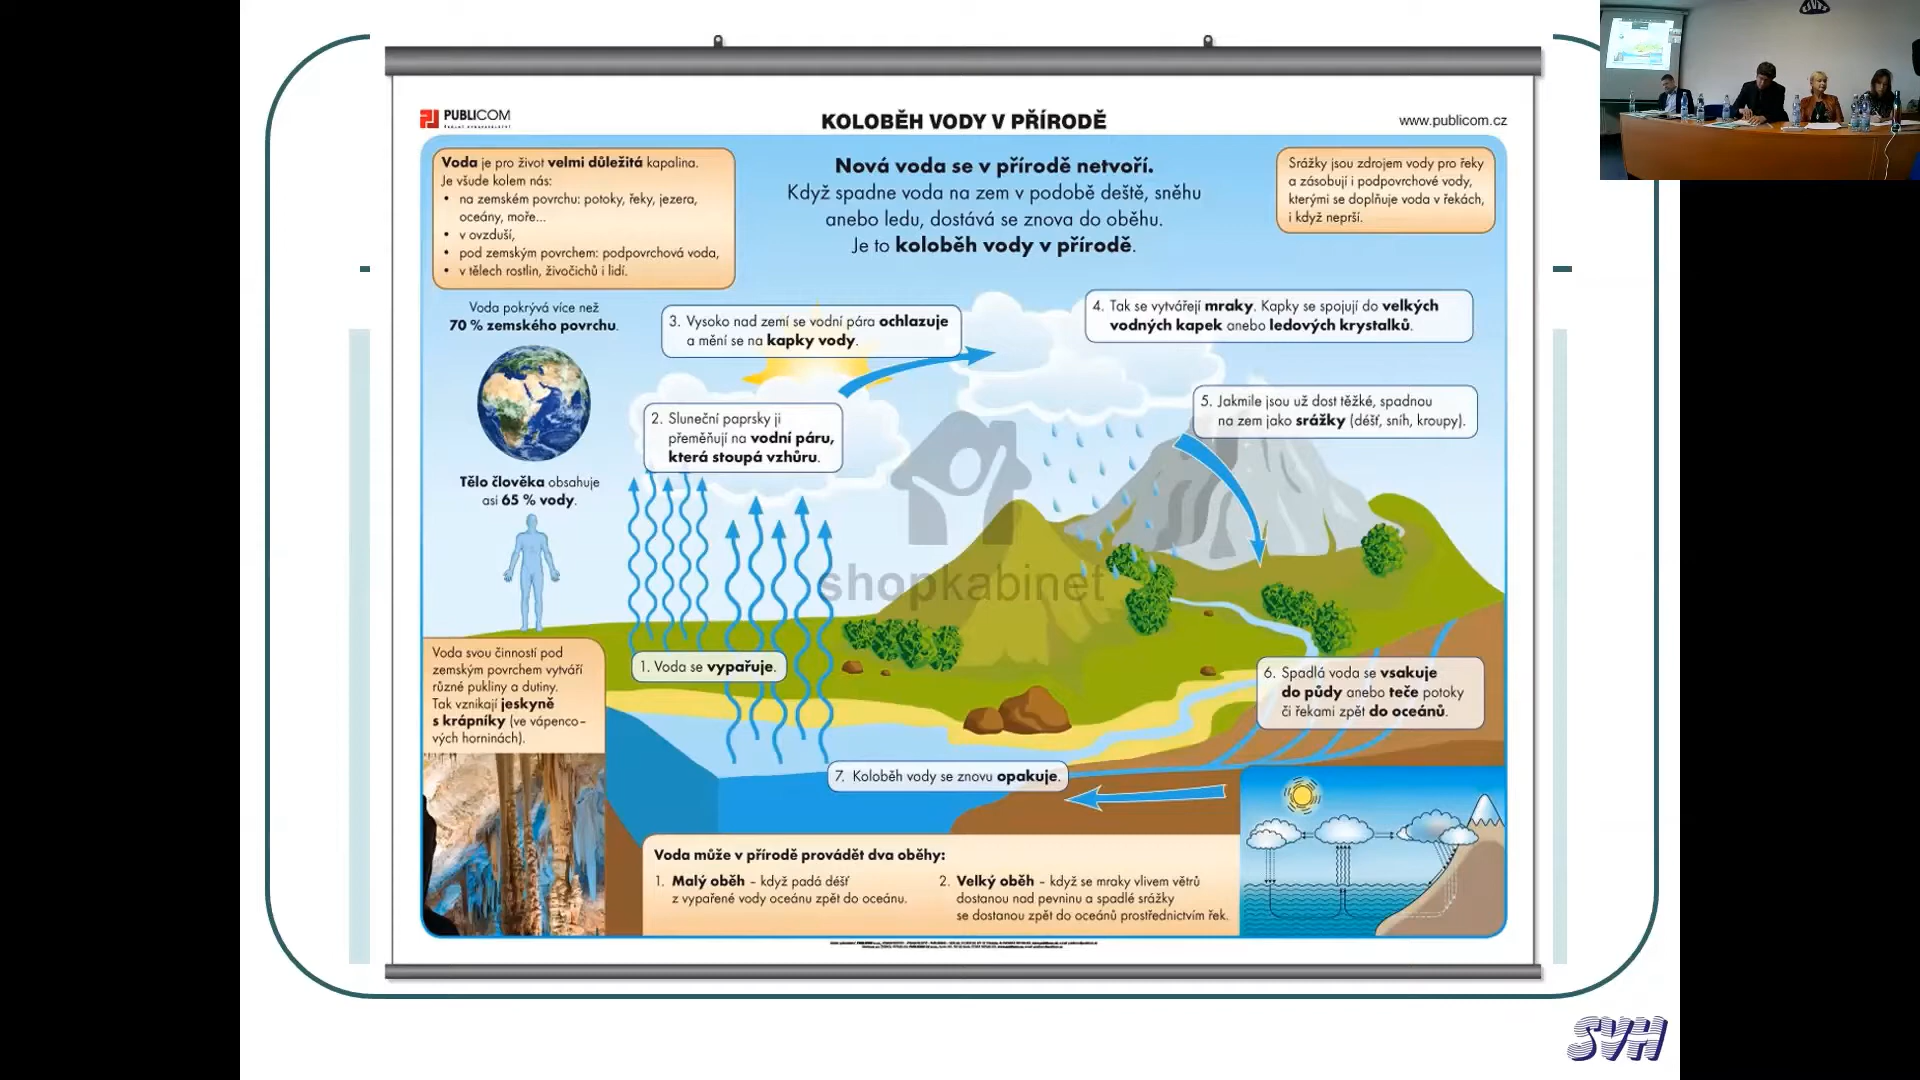 PUBLICOM
KOLOBĚH VODY V PŘÍRODĚ
www.publicom.cz
Voda je pro život velmi důležitá kapalina.
Je všude kolem nás:
• na zemském povrchu: potoky, řeky, jezera,
oceány, moře...
• v ovzduší,
• pod zemským povrchem: podpovrchová voda,
• v tělech rostlin, živočichů i lidí.
Nová voda se v přírodě netvoří.
Když spadne voda na zem v podobě deště, sněhu
anebo ledu, dostává se znova do oběhu.
Je to koloběh vody v přírodě.
Srážky jsou zdrojem vody pro řeky
a zásobují i podpovrchové vody,
kterými se doplňuje voda v řekách,
i když neprší.
Voda pokrývá více než
70 % zemského povrchu.
3. Vysoko nad zemí se vodní pára ochlazuje
a mění se na kapky vody.
4. Tak se vytvářejí mraky. Kapky se spojují do velkých
vodných kapek anebo ledových krystalků.
2. Sluneční paprsky ji
přeměňují na vodní páru,
která stoupá vzhůru.
5. Jakmile jsou už dost těžké, spadnou
na zem jako srážky (déšť, sníh, kroupy).
Tělo člověka obsahuje
asi 65 % vody.
shopkabinet
1. Voda se vypařuje.
Voda svou činností pod
zemským povrchem vytváří
různé pukliny a dutiny.
Tak vznikají jeskyně
s krápníky (ve vápenco-
vých horninách).
6. Spadlá voda se vsakuje
do půdy anebo teče potoky
či řekami zpět do oceánů.
7. Koloběh vody se znovu opakuje.
Voda může v přírodě provádět dva oběhy:
1. Malý oběh – když padá déšť
z vypařené vody oceánu zpět do oceánu.
2. Velký oběh – když se mraky vlivem větrů
dostanou nad pevninu a spadlé srážky
se dostanou zpět do oceánů prostřednictvím řek.
SVH